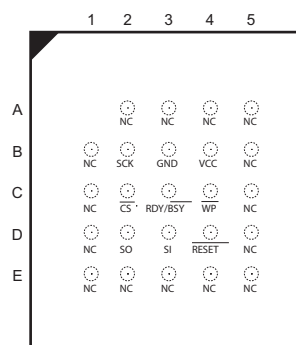 1 2 3 4 5
A
NC NC NC NC
B
NC SCK GND VCC NC
C
NC CS RDY/BSY WP NC
D
NC SO SI RESET NC
E
NC NC NC NC NC